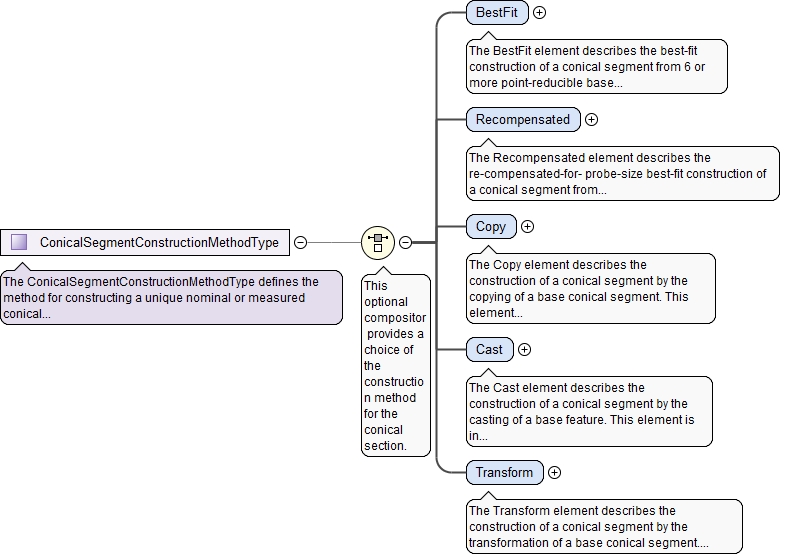 BestFit
The BestFit element describes the best-fit
construction of a conical segment from 6 or
more point-reducible base...
Recompensated
The Recompensated element describes the
re-compensated-for- probe-size best-fit construction of
a conical segment from...
ConicalSegmentConstructionMethodType
The ConicalSegmentConstructionMethodType defines the
method for constructing a unique nominal or measured
conical...
This
optional
compositor
provides a
choice of
the
constructio
n method
for the
conical
section.
Copy
The Copy element describes the
construction of a conical segment by the
copying of a base conical segment. This
element...
Cast
The Cast element describes the
construction of a conical segment by the
casting of a base feature. This element is
in...
Transform
The Transform element describes the
construction of a conical segment by the
transformation of a base conical segment....